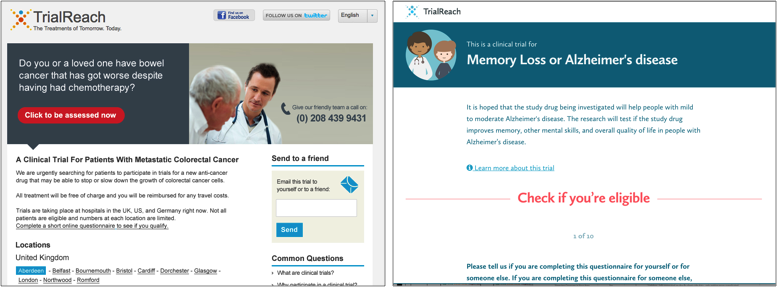 TrialReach
The Treatments of Tomorrow. Today.
Find us on
Facebook
FOLLOW US ON twitter
English
Do you or a loved one have bowel
cancer that has got worse despite
having had chemotherapy?
Click to be assessed now
Give our friendly team a call on:
(0) 208 439 9431
A Clinical Trial For Patients With Metastatic Colorectal Cancer
We are urgently searching for patients to participate in trials for a new anti-cancer
drug that may be able to stop or slow down the growth of colorectal cancer cells.
All treatment will be free of charge and you will be reimbursed for any travel costs.
Trials are taking place at hospitals in the UK, US, and Germany right now. Not all
patients are eligible and numbers at each location are limited.
Complete a short online questionnaire to see if you qualify.
Locations
United Kingdom
Aberdeen - Belfast - Bournemouth - Bristol - Cardiff - Dorchester - Glasgow -
London - Northwood - Romford
Send to a friend
Email this trial to
yourself or to a friend:
Send
Common Questions
What are clinical trials?
Why participate in a clinical trial?
TrialReach
This is a clinical trial for
Memory Loss or Alzheimer's disease
It is hoped that the study drug being investigated will help people with mild
to moderate Alzheimer's disease. The research will test if the study drug
improves memory, other mental skills, and overall quality of life in people with
Alzheimer's disease.
Learn more about this trial
Check if you're eligible
1 of 20
Please tell us if you are completing this questionnaire for yourself or for
someone else. If you are completing this questionnaire for someone else,